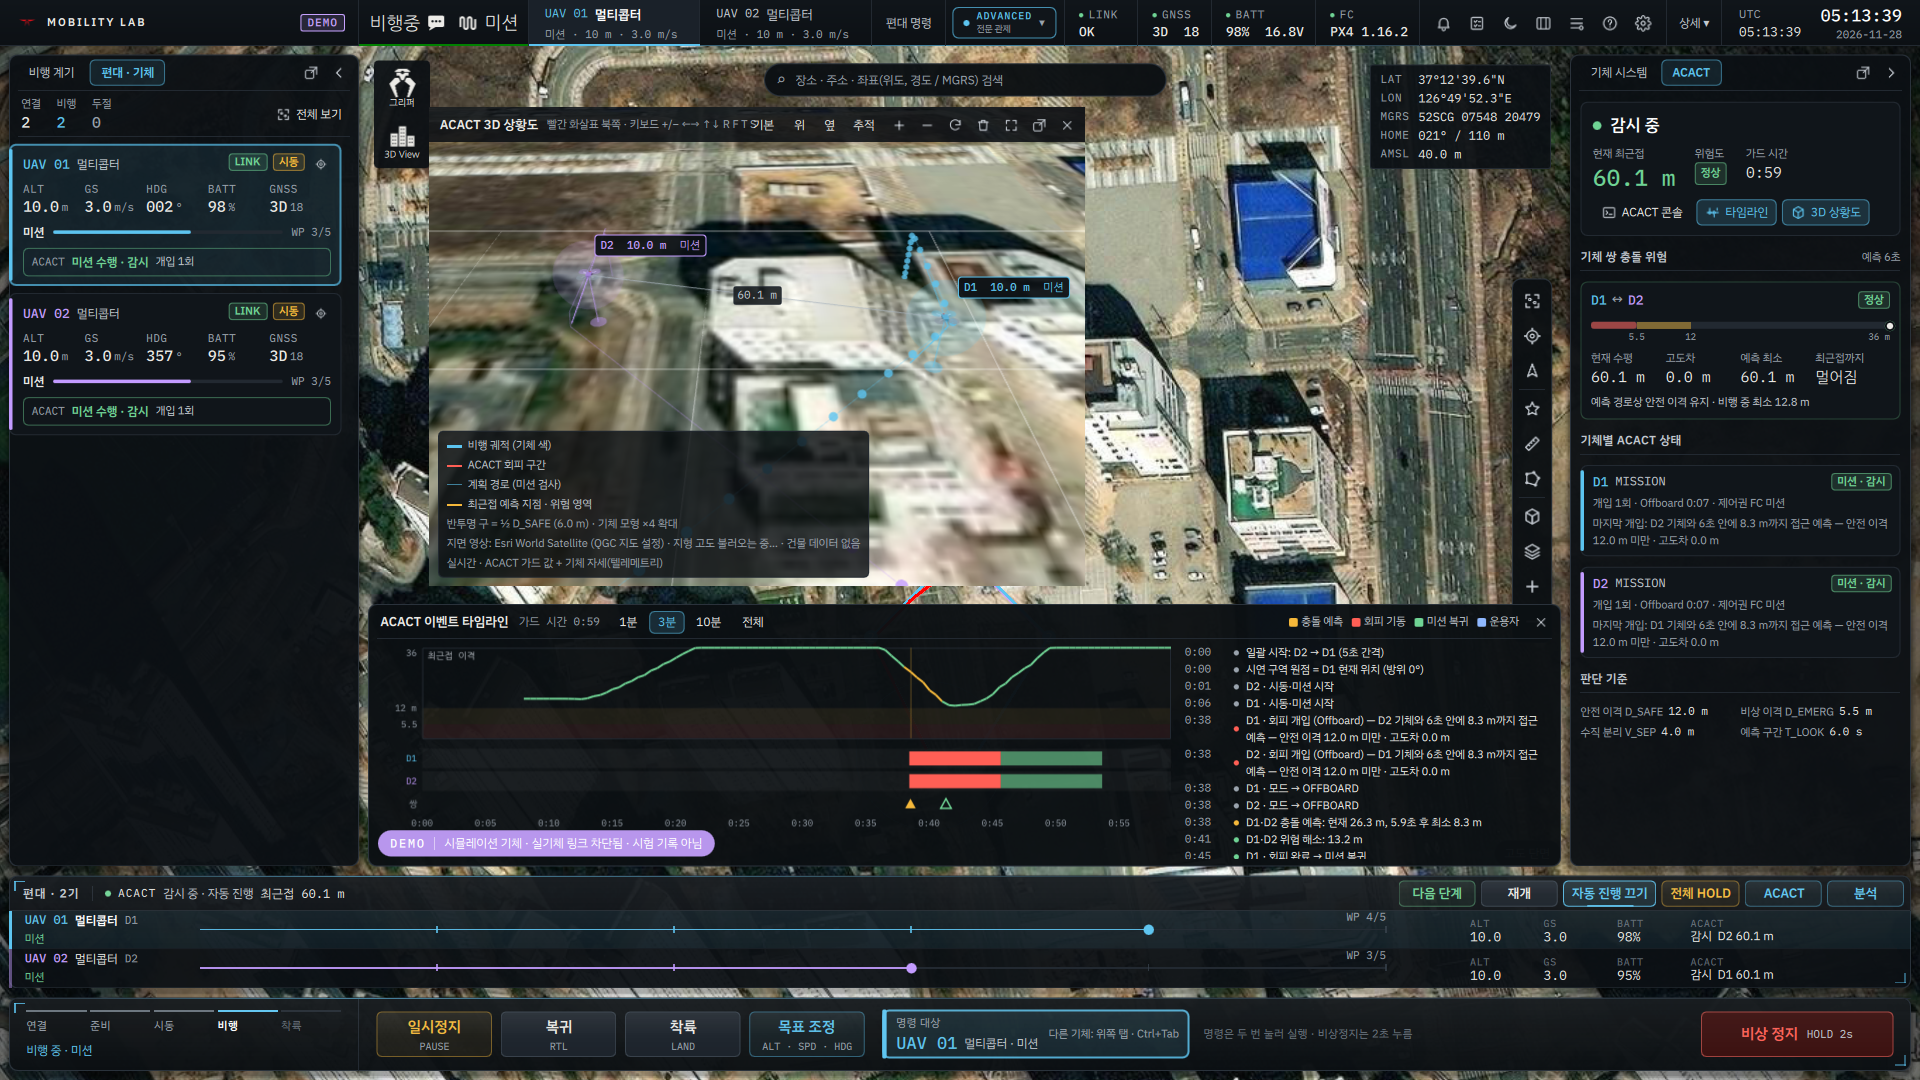 MOBILITY LAB
DEMO
비행중 미션
UAV 01 멀티콥터
미션 · 10 m · 3.0 m/s
UAV 02 멀티콥터
미션 · 10 m · 3.0 m/s
편대 명령
ADVANCED
전문 관제
LINK
OK
GNSS
3D 18
BATT
98% 16.8V
FC
PX4 1.16.2
상세
UTC
05:13:39
05:13:39
2026-11-28
비행 계기
편대 · 기체
연결 비행 두절
2 2 0
전체 보기
UAV 01 멀티콥터
LINK
시동
ALT GS HDG BATT GNSS
10.0 m 3.0 m/s 002° 98% 3D 18
미션
WP 3/5
ACACT 미션 수행 · 감시 개입 1회
UAV 02 멀티콥터
LINK
시동
ALT GS HDG BATT GNSS
10.0 m 3.0 m/s 357° 95% 3D 18
미션
WP 3/5
ACACT 미션 수행 · 감시 개입 1회
그리퍼
3D View
장소 · 주소 · 좌표(위도, 경도 / MGRS) 검색
ACACT 3D 상황도
빨간 화살표 북쪽 · 키보드 +/− ←→ ↑↓ R F T S
기본 위 옆 추적
D2 10.0 m 미션
60.1 m
D1 10.0 m 미션
비행 궤적 (기체 색)
ACACT 회피 구간
계획 경로 (미션 검사)
최근접 예측 지점 · 위험 영역
반투명 구 = ½ D_SAFE (6.0 m) · 기체 모형 ×4 확대
지면 영상: Esri World Satellite (QGC 지도 설정) · 지형 고도 불러오는 중... · 건물 데이터 없음
실시간 · ACACT 가드 값 + 기체 자세(텔레메트리)
LAT 37°12'39.6"N
LON 126°49'52.3"E
MGRS 52SCG 07548 20479
HOME 021° / 110 m
AMSL 40.0 m
기체 시스템
ACACT
감시 중
현재 최근접 위험도 가드 시간
60.1 m 정상 0:59
ACACT 콘솔
타임라인
3D 상황도
기체 쌍 충돌 위험
예측 6초
D1 ↔ D2
정상
5.5 12 36 m
현재 수평 고도차 예측 최소 최근접까지
60.1 m 0.0 m 60.1 m 멀어짐
예측 경로상 안전 이격 유지 · 비행 중 최소 12.8 m
기체별 ACACT 상태
D1 MISSION
미션 · 감시
개입 1회 · Offboard 0:07 · 제어권 FC 미션
마지막 개입: D2 기체와 6초 안에 8.3 m까지 접근 예측 — 안전 이격
12.0 m 미만 · 고도차 0.0 m
D2 MISSION
미션 · 감시
개입 1회 · Offboard 0:07 · 제어권 FC 미션
마지막 개입: D1 기체와 6초 안에 8.3 m까지 접근 예측 — 안전 이격
12.0 m 미만 · 고도차 0.0 m
판단 기준
안전 이격 D_SAFE 12.0 m
비상 이격 D_EMERG 5.5 m
수직 분리 V_SEP 4.0 m
예측 구간 T_LOOK 6.0 s
ACACT 이벤트 타임라인
가드 시간 0:59
1분 3분 10분 전체
충돌 예측 회피 기동 미션 복귀 운용자
36 최근접 이격
12 m
5.5
D1
D2
쌍
0:00 0:05 0:10 0:15 0:20 0:25 0:30 0:35 0:40 0:45 0:50 0:55
DEMO 시뮬레이션 기체 · 실기체 링크 차단됨 · 시험 기록 아님
0:00 일괄 시작: D2 → D1 (5초 간격)
0:00 시연 구역 원점 = D1 현재 위치 (방위 0°)
0:01 D2 · 시동·미션 시작
0:06 D1 · 시동·미션 시작
0:38 D1 · 회피 개입 (Offboard) — D2 기체와 6초 안에 8.3 m까지 접근
예측 — 안전 이격 12.0 m 미만 · 고도차 0.0 m
0:38 D2 · 회피 개입 (Offboard) — D1 기체와 6초 안에 8.3 m까지 접근
예측 — 안전 이격 12.0 m 미만 · 고도차 0.0 m
0:38 D1 · 모드 → OFFBOARD
0:38 D2 · 모드 → OFFBOARD
0:38 D1·D2 충돌 예측: 현재 26.3 m, 5.9초 후 최소 8.3 m
0:41 D1·D2 위험 해소: 13.2 m
0:45 D1 · 회피 완료 → 미션 복귀
편대 · 2기
ACACT 감시 중 · 자동 진행 최근접 60.1 m
다음 단계
재개
자동 진행 끄기
전체 HOLD
ACACT
분석
UAV 01 멀티콥터 D1
미션
WP 4/5
ALT GS BATT ACACT
10.0 3.0 98% 감시 D2 60.1 m
UAV 02 멀티콥터 D2
미션
WP 3/5
ALT GS BATT ACACT
10.0 3.0 95% 감시 D1 60.1 m
연결 준비 시동 비행 착륙
비행 중 · 미션
일시정지
PAUSE
복귀
RTL
착륙
LAND
목표 조정
ALT · SPD · HDG
명령 대상
UAV 01 멀티콥터 · 미션
다른 기체: 위쪽 탭 · Ctrl+Tab
명령은 두 번 눌러 실행 · 비상정지는 2초 누름
비상 정지 HOLD 2s